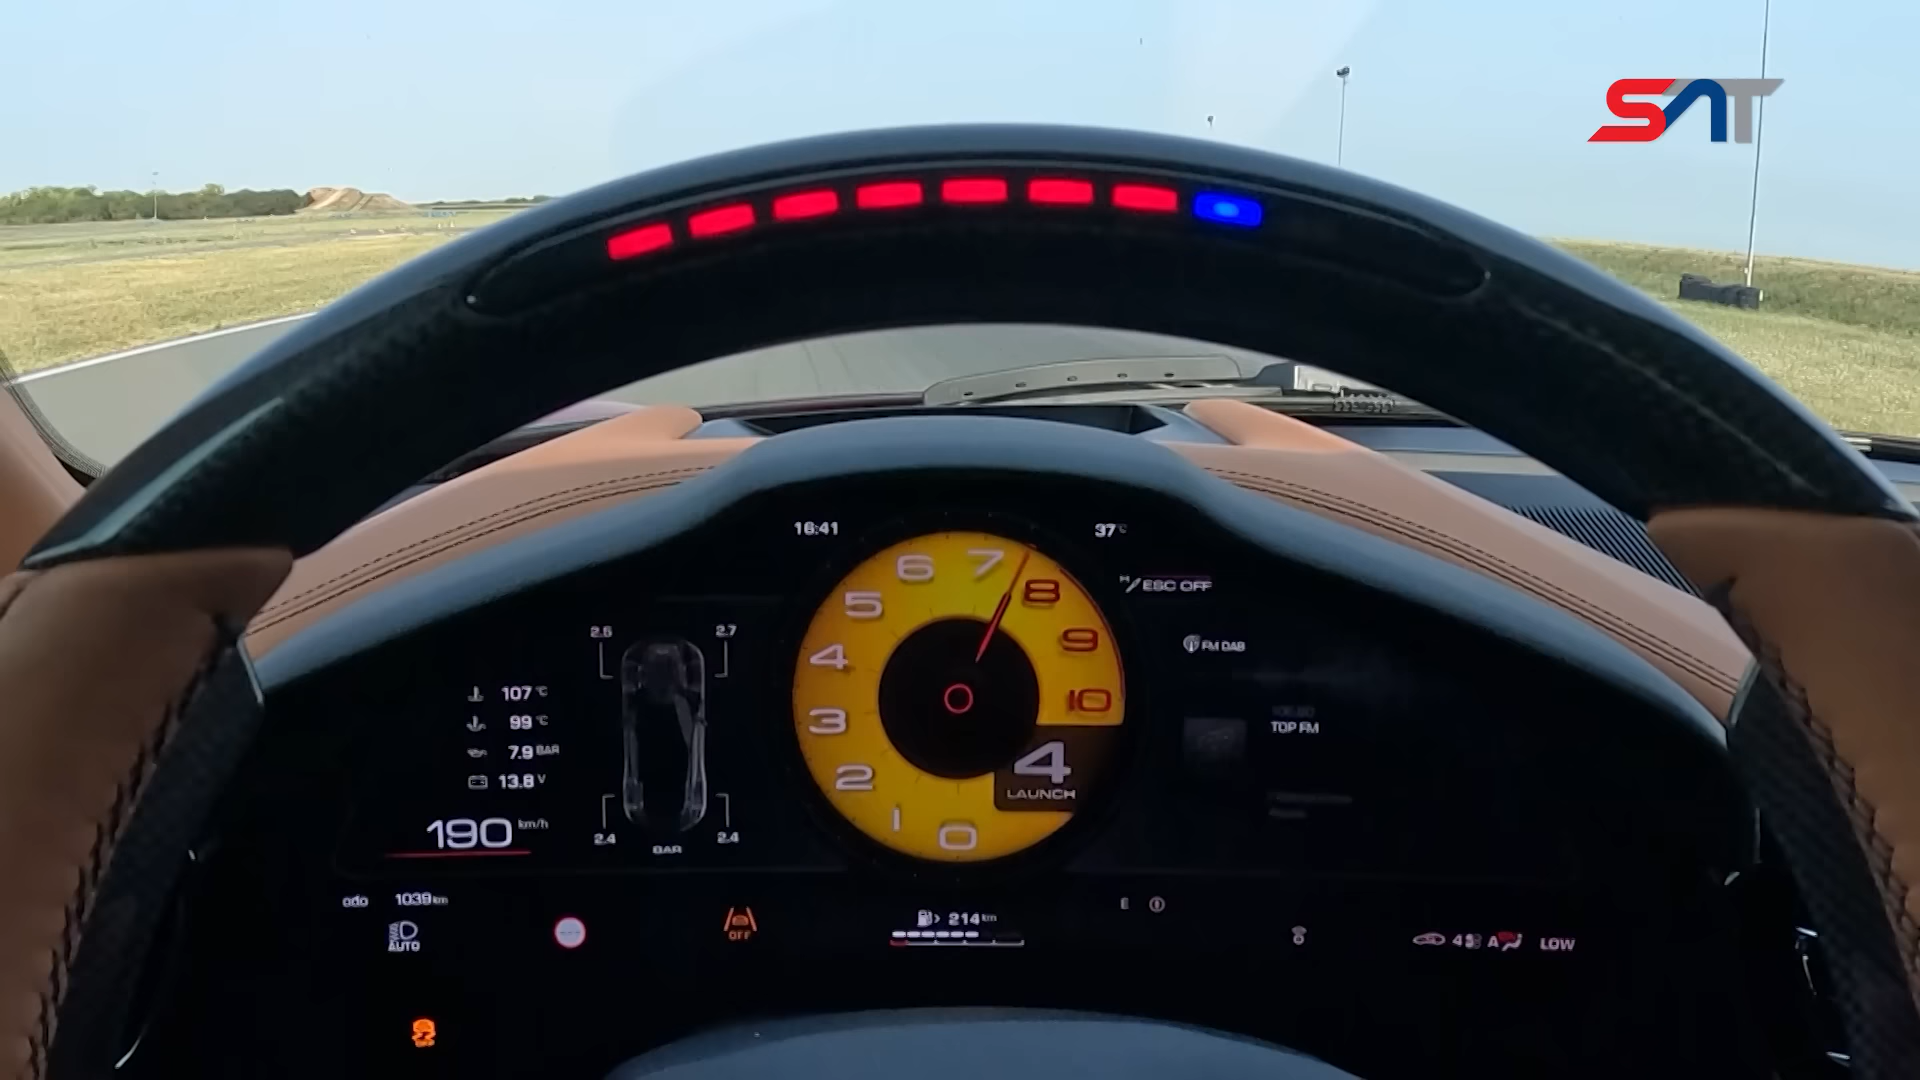 SAT
16:41
37°C
ESC OFF
FM DAB
TOP FM
2.6
2.7
107 °C
99 °C
7.9 BAR
13.8 V
2.4
2.4
BAR
190 km/h
0
1
2
3
4
5
6
7
8
9
10
4
LAUNCH
odo 1039 km
AUTO
OFF
214 km
E
4
A
LOW